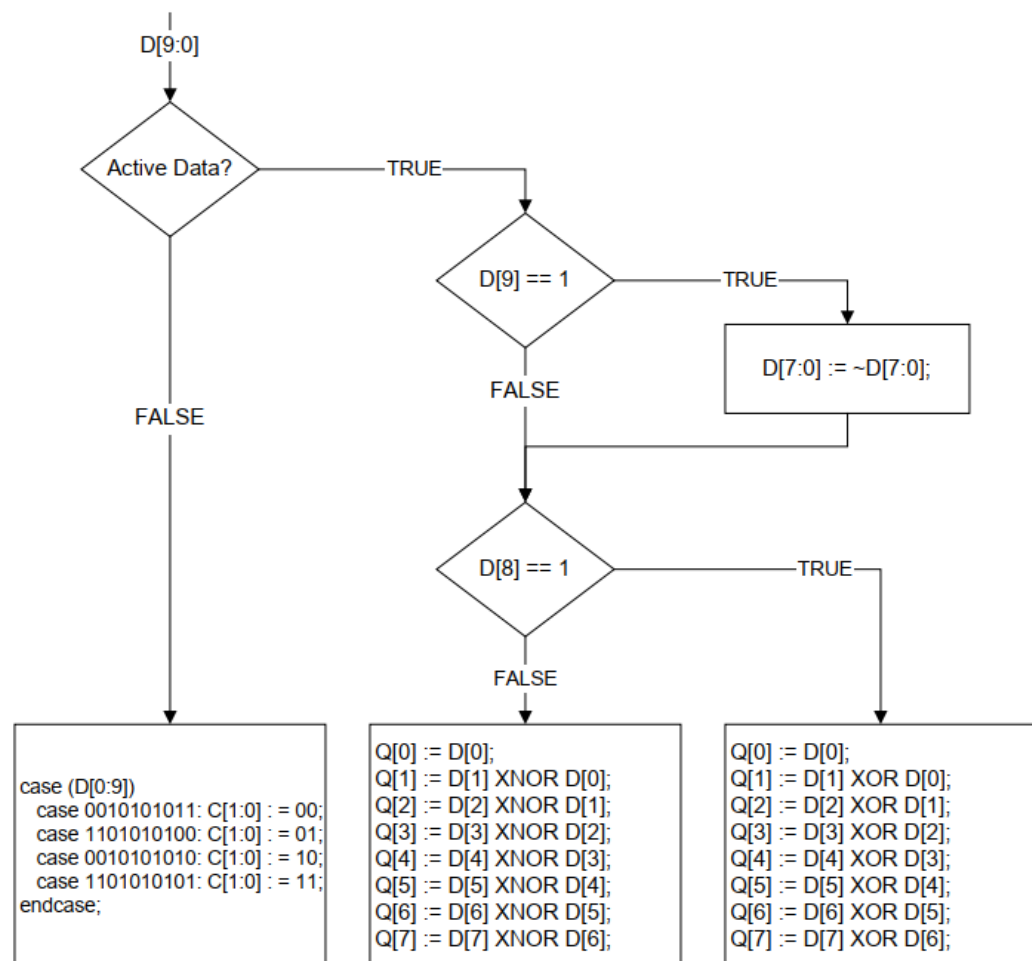 D[9:0]
Active Data?
TRUE
D[9] == 1
TRUE
D[7:0] := ~D[7:0];
FALSE
FALSE
D[8] == 1
TRUE
FALSE
case (D[0:9])
case 0010101011: C[1:0] : = 00;
case 1101010100: C[1:0] : = 01;
case 0010101010: C[1:0] : = 10;
case 1101010101: C[1:0] : = 11;
endcase;
Q[0] := D[0];
Q[1] := D[1] XNOR D[0];
Q[2] := D[2] XNOR D[1];
Q[3] := D[3] XNOR D[2];
Q[4] := D[4] XNOR D[3];
Q[5] := D[5] XNOR D[4];
Q[6] := D[6] XNOR D[5];
Q[7] := D[7] XNOR D[6];
Q[0] := D[0];
Q[1] := D[1] XOR D[0];
Q[2] := D[2] XOR D[1];
Q[3] := D[3] XOR D[2];
Q[4] := D[4] XOR D[3];
Q[5] := D[5] XOR D[4];
Q[6] := D[6] XOR D[5];
Q[7] := D[7] XOR D[6];